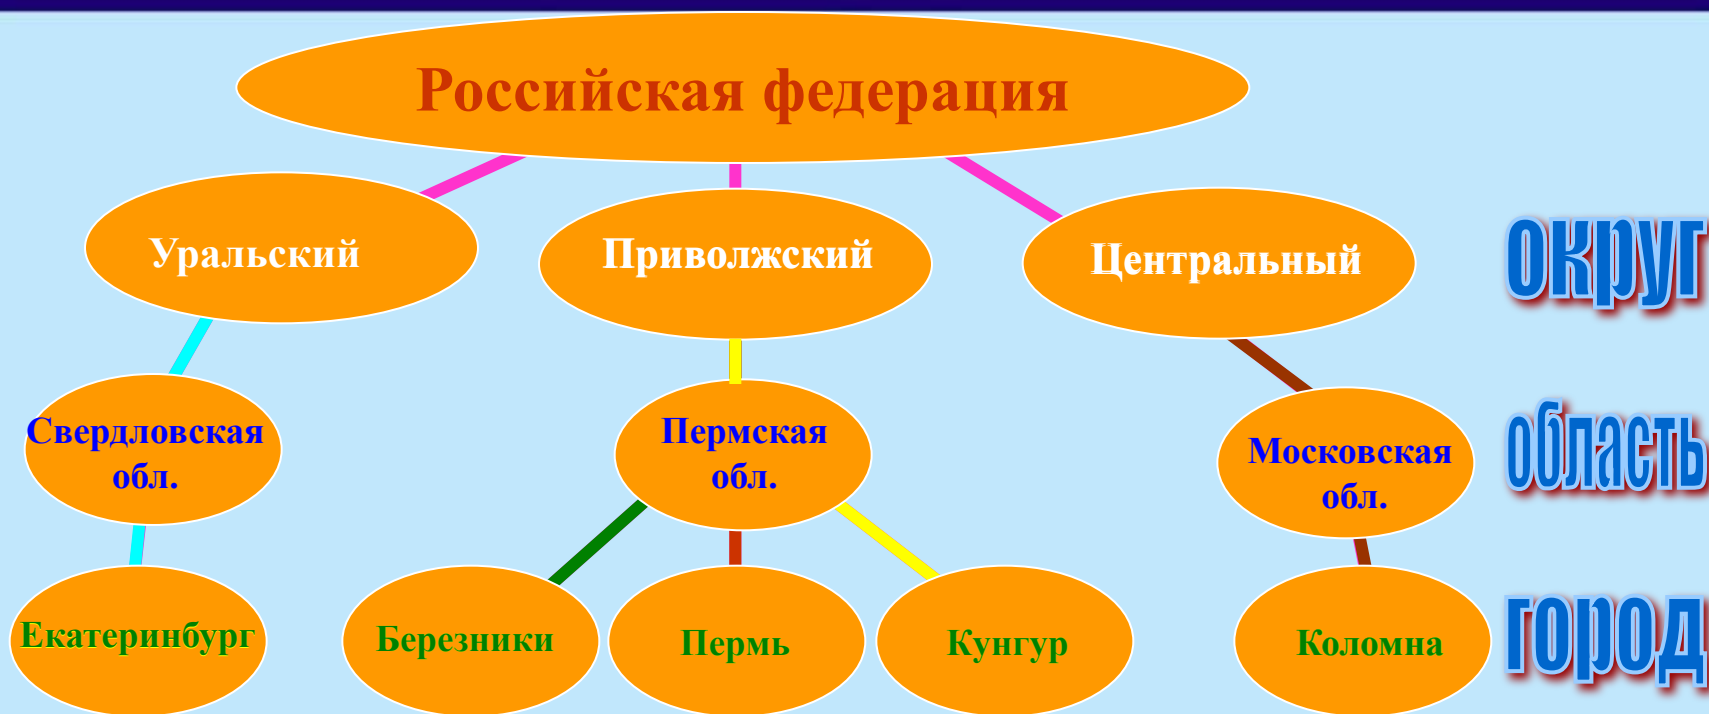 Российская федерация
Уральский
Приволжский
Центральный
округ
Свердловская
обл.
Пермская
обл.
Московская
обл.
область
Екатеринбург
Березники
Пермь
Кунгур
Коломна
город